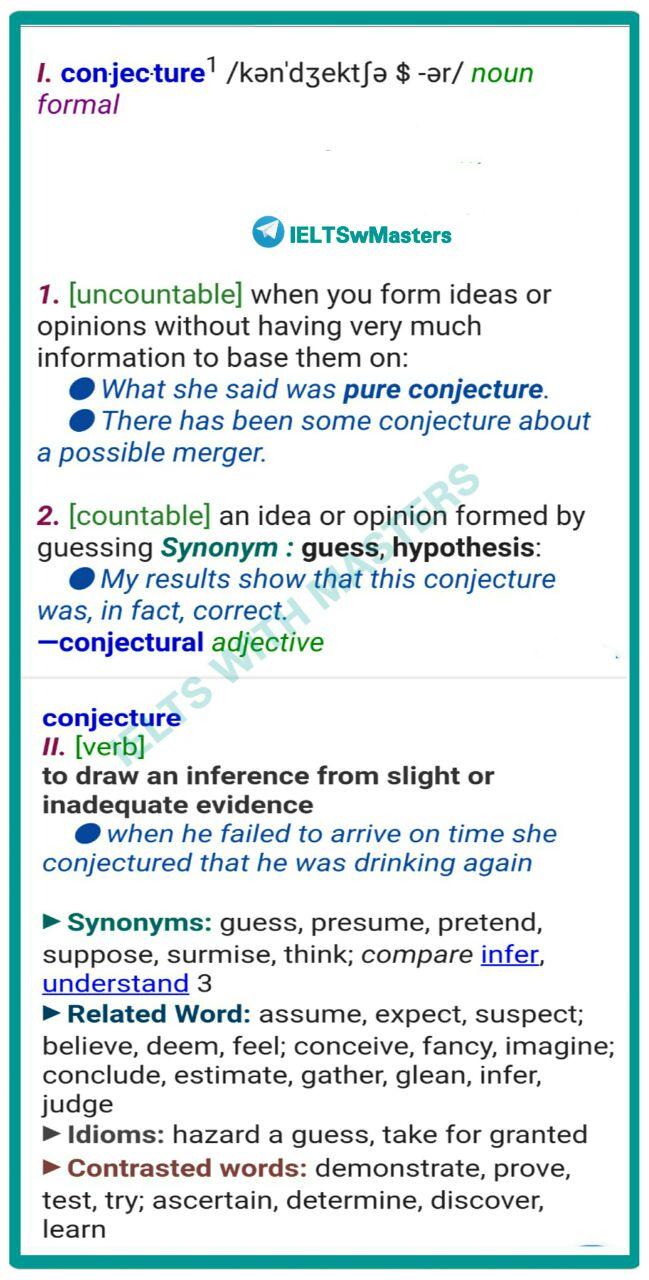 I. con·jec·ture¹ /kənˈdʒektʃə $ -ər/ noun
formal
IELTSwMasters
1. [uncountable] when you form ideas or
opinions without having very much
information to base them on:
● What she said was pure conjecture.
● There has been some conjecture about
a possible merger.
2. [countable] an idea or opinion formed by
guessing Synonym : guess, hypothesis:
● My results show that this conjecture
was, in fact, correct.
—conjectural adjective
IELTS WITH MASTERS
conjecture
II. [verb]
to draw an inference from slight or
inadequate evidence
● when he failed to arrive on time she
conjectured that he was drinking again
► Synonyms: guess, presume, pretend,
suppose, surmise, think; compare infer,
understand 3
► Related Word: assume, expect, suspect;
believe, deem, feel; conceive, fancy, imagine;
conclude, estimate, gather, glean, infer,
judge
► Idioms: hazard a guess, take for granted
► Contrasted words: demonstrate, prove,
test, try; ascertain, determine, discover,
learn